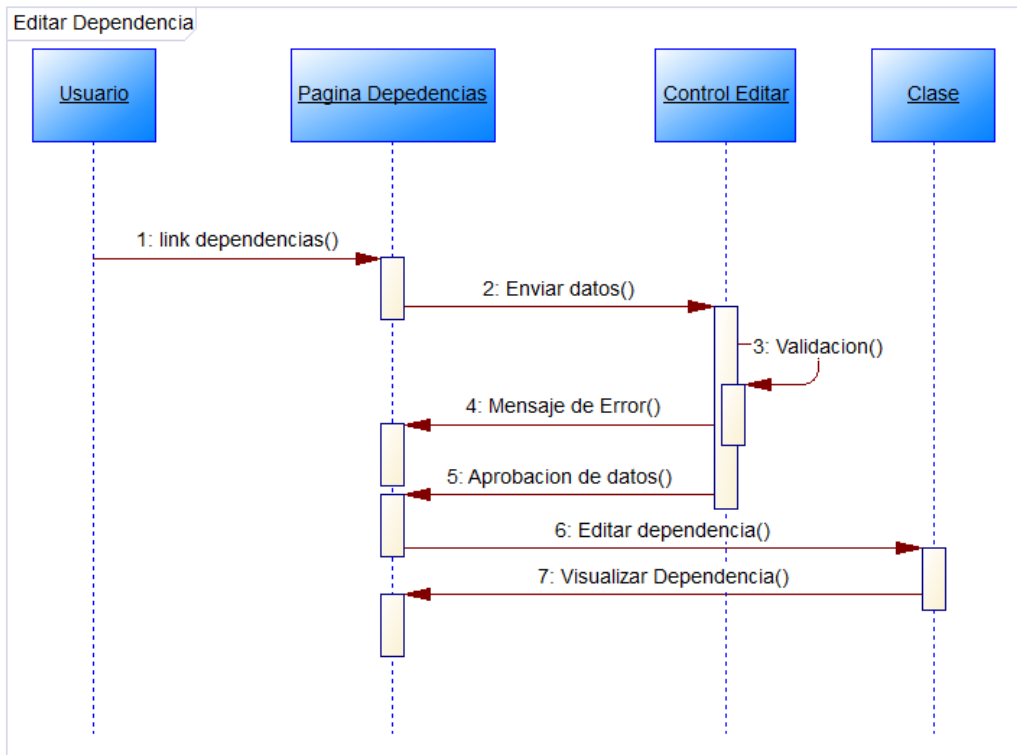 Editar Dependencia
Usuario
Pagina Depedencias
Control Editar
Clase
1: link dependencias()
2: Enviar datos()
3: Validacion()
4: Mensaje de Error()
5: Aprobacion de datos()
6: Editar dependencia()
7: Visualizar Dependencia()